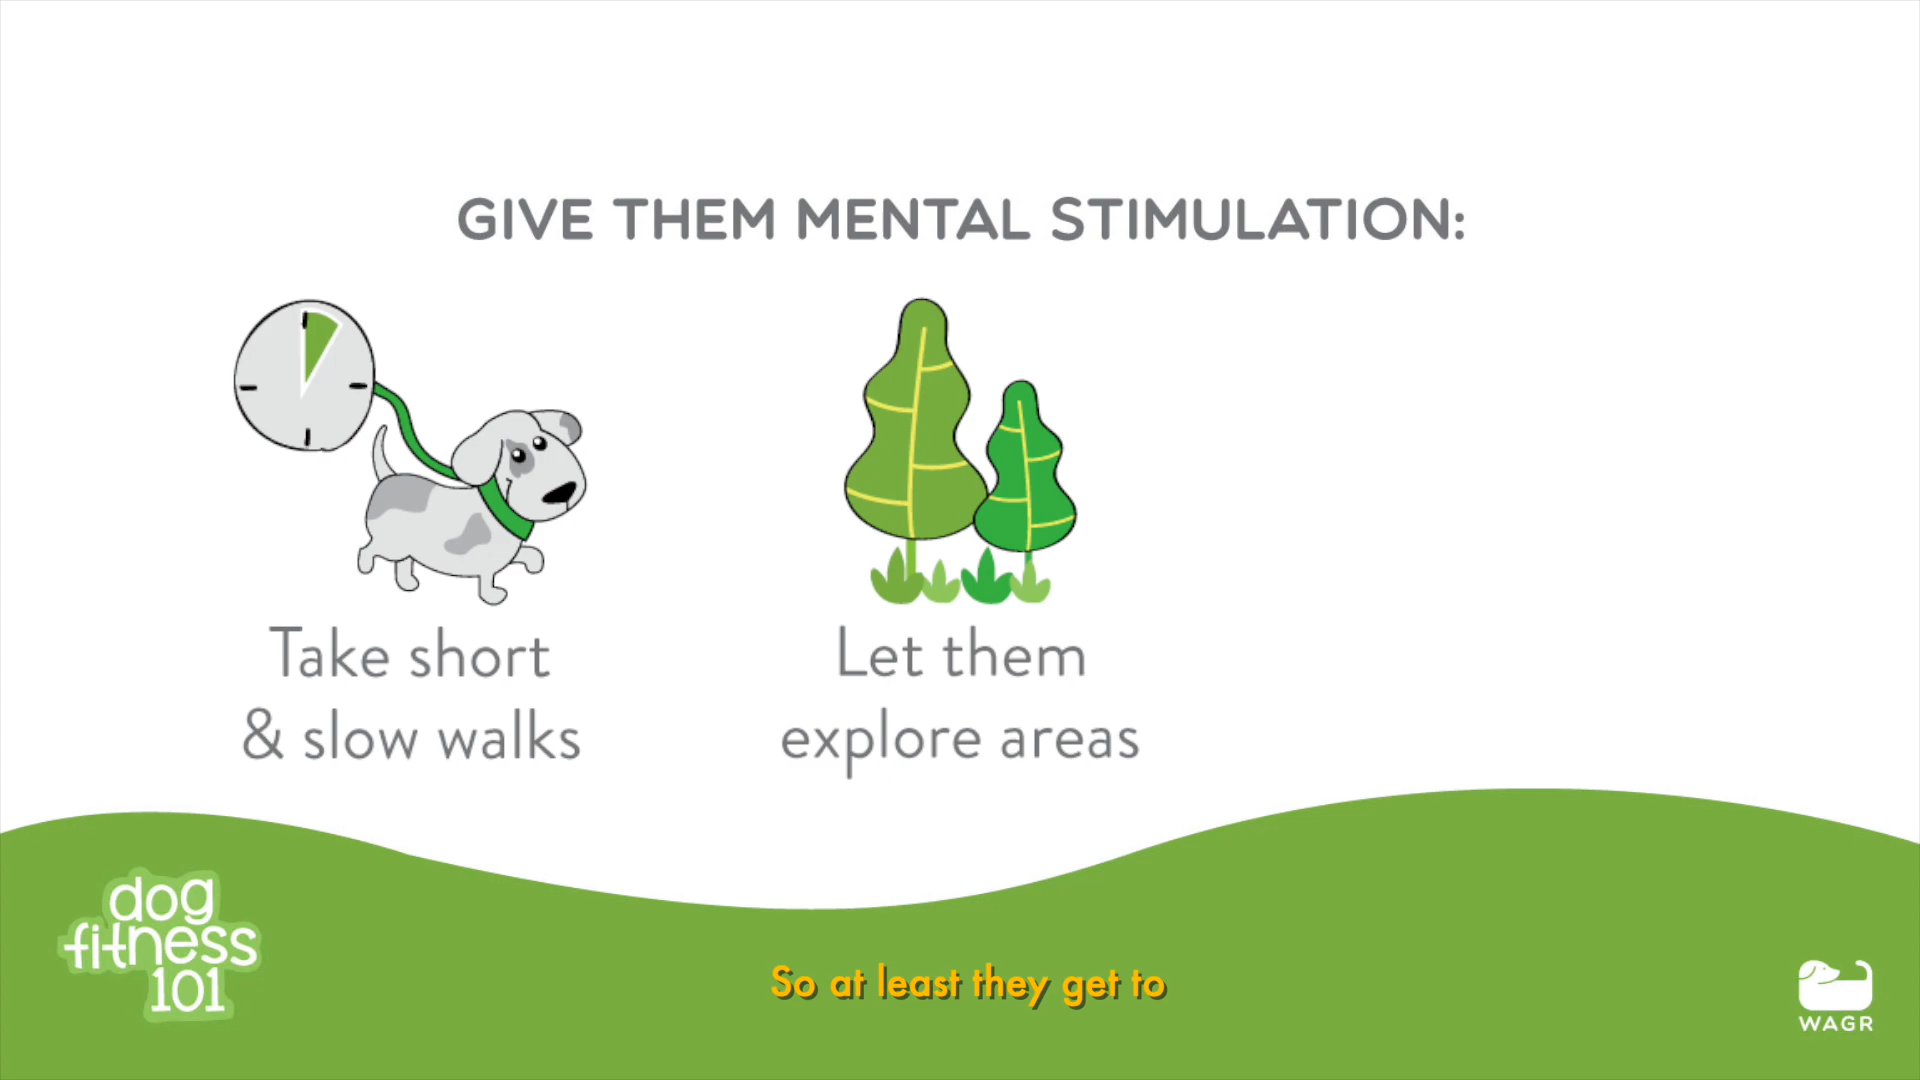 GIVE THEM MENTAL STIMULATION:
Take short
& slow walks
Let them
explore areas
dog
fitness
101
So at least they get to
WAGR